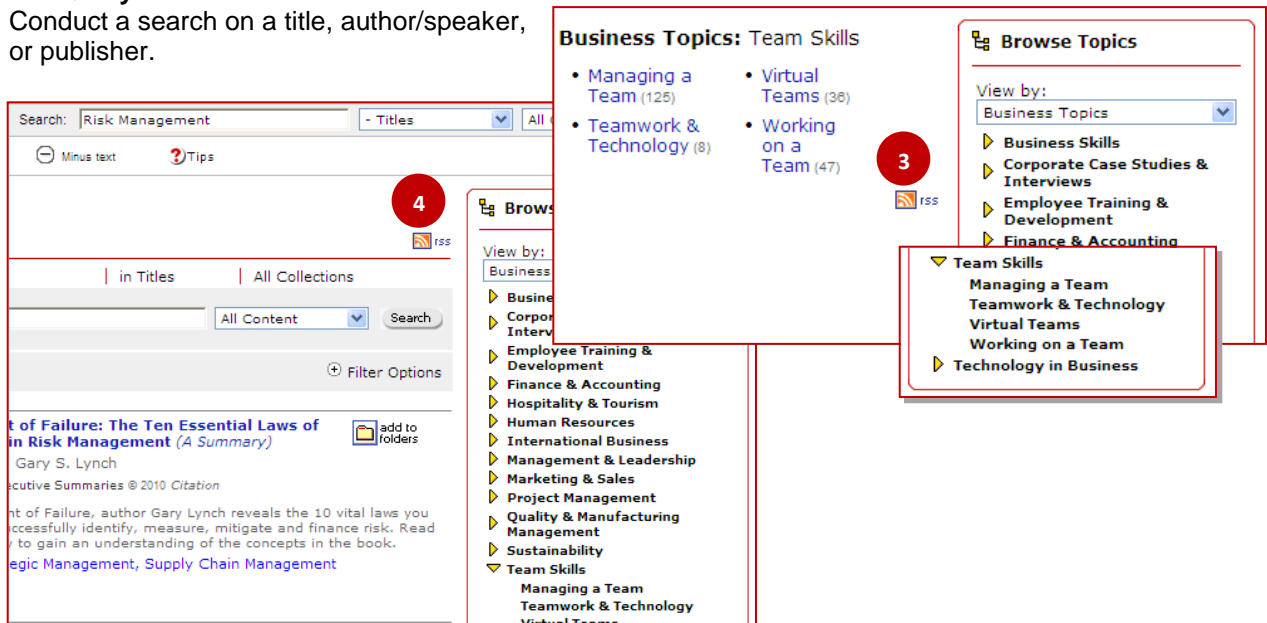 Conduct a search on a title, author/speaker,
or publisher.
Search: Risk Management - Titles All
Minus text Tips
4
rss
in Titles All Collections
All Content Search
Filter Options
t of Failure: The Ten Essential Laws of
in Risk Management (A Summary)
add to
folders
Gary S. Lynch
ecutive Summaries © 2010 Citation
nt of Failure, author Gary Lynch reveals the 10 vital laws you
uccessfully identify, measure, mitigate and finance risk. Read
y to gain an understanding of the concepts in the book.
egic Management, Supply Chain Management
Brows
View by:
Business
Busine
Corpor
Interv
Employee Training &
Development
Finance & Accounting
Hospitality & Tourism
Human Resources
International Business
Management & Leadership
Marketing & Sales
Project Management
Quality & Manufacturing
Management
Sustainability
Team Skills
Managing a Team
Teamwork & Technology
Virtual Teams
Business Topics: Team Skills
• Managing a
Team (125)
• Teamwork &
Technology (8)
• Virtual
Teams (36)
• Working
on a
Team (47)
3
rss
Browse Topics
View by:
Business Topics
Business Skills
Corporate Case Studies &
Interviews
Employee Training &
Development
Finance & Accounting
Team Skills
Managing a Team
Teamwork & Technology
Virtual Teams
Working on a Team
Technology in Business